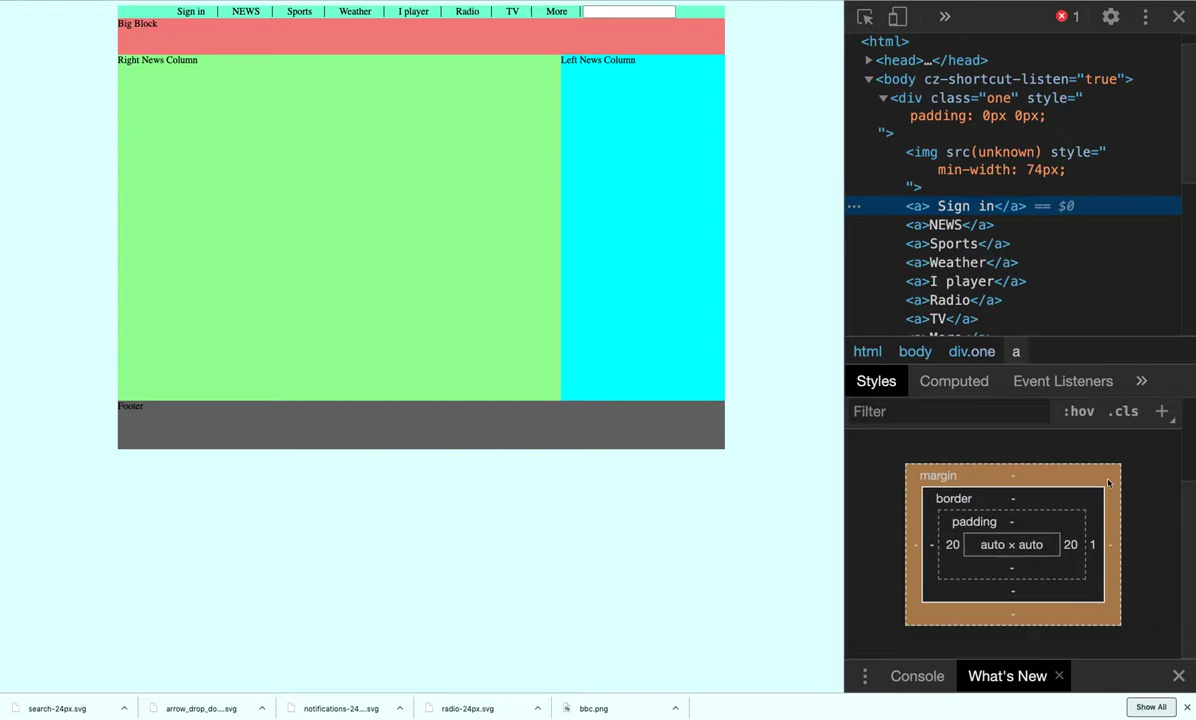 Sign in NEWS Sports Weather I player Radio TV More
Big Block
Right News Column
Left News Column
Footer
1
<html>
<head>…</head>
<body cz-shortcut-listen="true">
<div class="one" style="
padding: 0px 0px;
">
<img src(unknown) style="
min-width: 74px;
">
… <a> Sign in</a> == $0
<a>NEWS</a>
<a>Sports</a>
<a>Weather</a>
<a>I player</a>
<a>Radio</a>
<a>TV</a>
html body div.one a
Styles Computed Event Listeners »
Filter :hov .cls +
margin -
border -
padding -
- - 20 auto × auto 20 1 -
-
-
-
Console What's New ×
search-24px.svg arrow_drop_do....svg notifications-24....svg radio-24px.svg bbc.png Show All